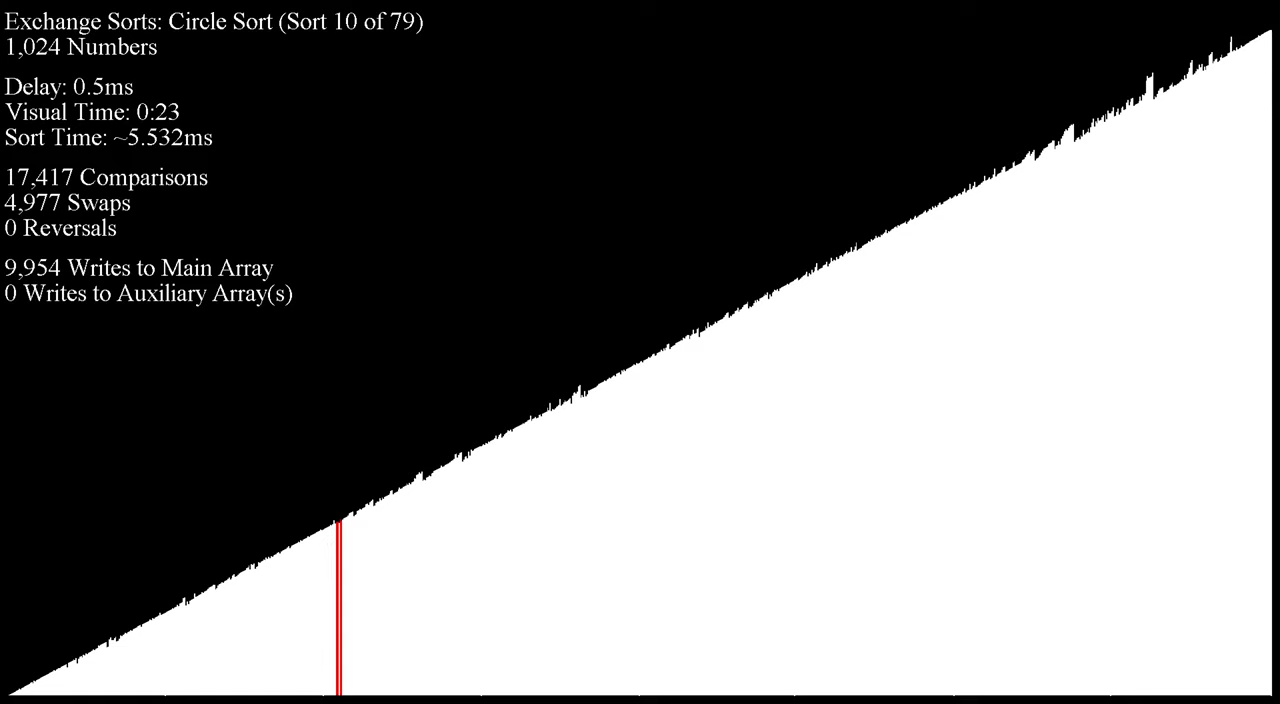 Exchange Sorts: Circle Sort (Sort 10 of 79)
1,024 Numbers
Delay: 0.5ms
Visual Time: 0:23
Sort Time: ~5.532ms
17,417 Comparisons
4,977 Swaps
0 Reversals
9,954 Writes to Main Array
0 Writes to Auxiliary Array(s)